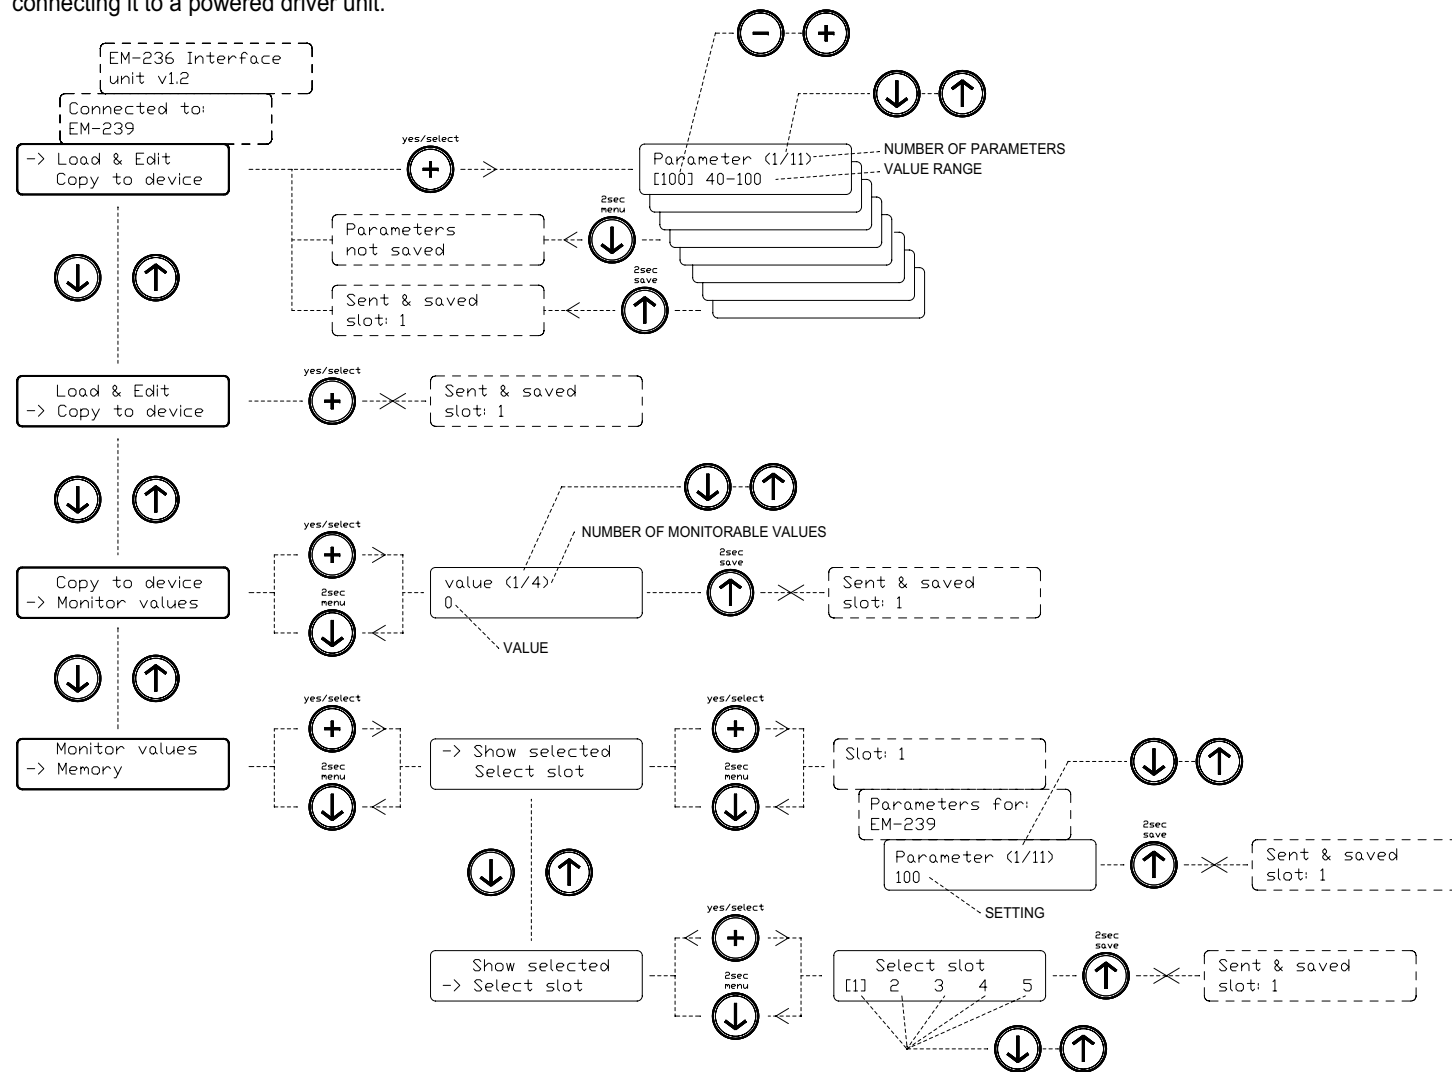 connecting it to a powered driver unit.
EM-236 Interface
unit v1.2
Connected to:
EM-239
-> Load & Edit
Copy to device
yes/select
Parameter (1/11)
[100] 40-100
NUMBER OF PARAMETERS
VALUE RANGE
2sec
menu
Parameters
not saved
2sec
save
Sent & saved
slot: 1
Load & Edit
-> Copy to device
yes/select
Sent & saved
slot: 1
NUMBER OF MONITORABLE VALUES
Copy to device
-> Monitor values
yes/select
2sec
menu
value (1/4)
0
VALUE
2sec
save
Sent & saved
slot: 1
Monitor values
-> Memory
yes/select
2sec
menu
-> Show selected
Select slot
yes/select
2sec
menu
Slot: 1
Parameters for:
EM-239
Parameter (1/11)
100
SETTING
2sec
save
Sent & saved
slot: 1
Show selected
-> Select slot
yes/select
2sec
menu
Select slot
[1] 2 3 4 5
2sec
save
Sent & saved
slot: 1